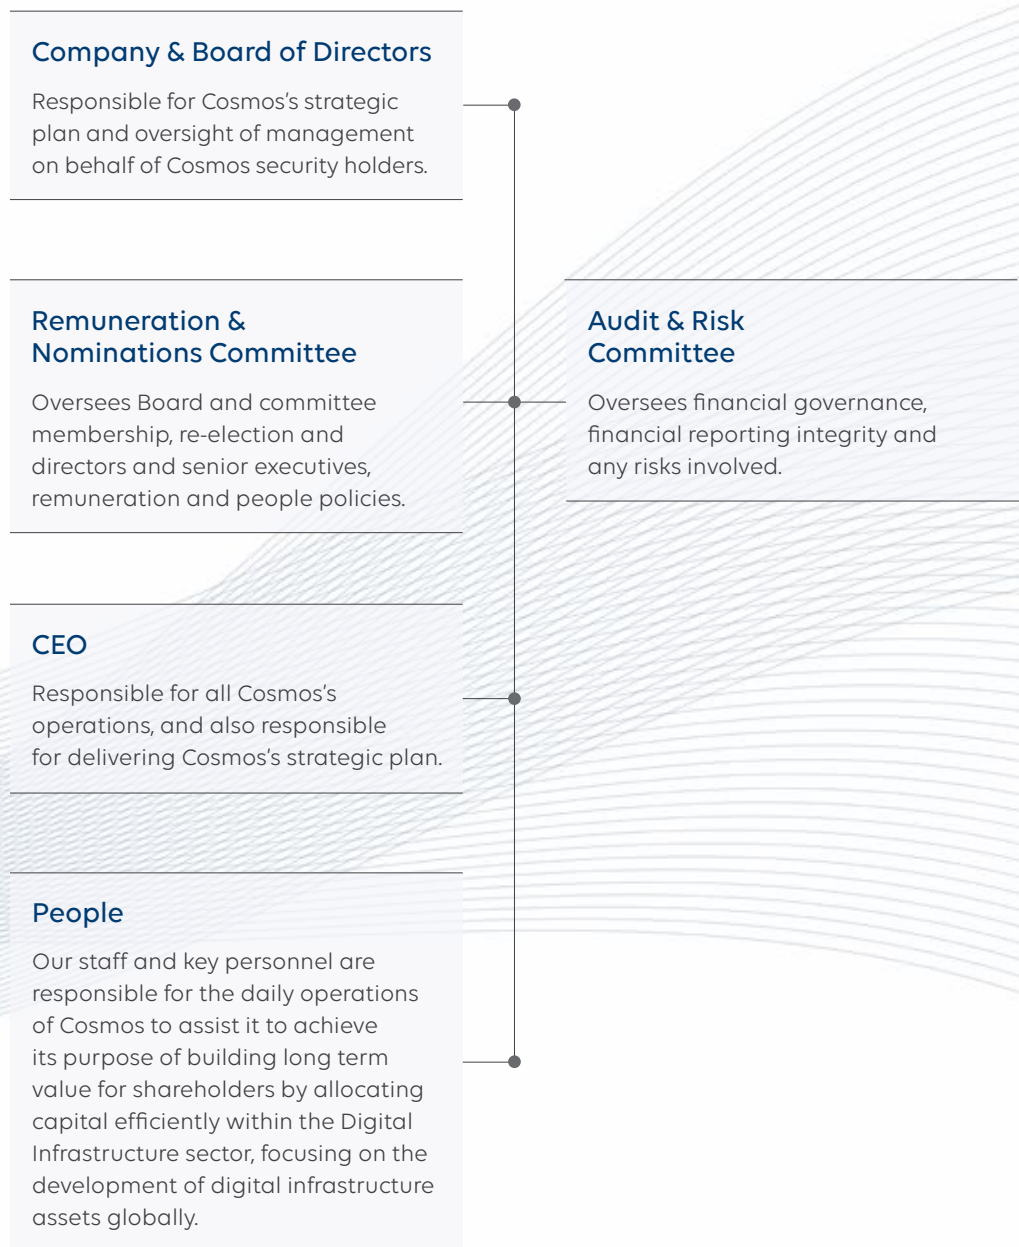 Company & Board of Directors
Responsible for Cosmos's strategic
plan and oversight of management
on behalf of Cosmos security holders.
Remuneration &
Nominations Committee
Oversees Board and committee
membership, re-election and
directors and senior executives,
remuneration and people policies.
Audit & Risk
Committee
Oversees financial governance,
financial reporting integrity and
any risks involved.
CEO
Responsible for all Cosmos's
operations, and also responsible
for delivering Cosmos's strategic plan.
People
Our staff and key personnel are
responsible for the daily operations
of Cosmos to assist it to achieve
its purpose of building long term
value for shareholders by allocating
capital efficiently within the Digital
Infrastructure sector, focusing on the
development of digital infrastructure
assets globally.